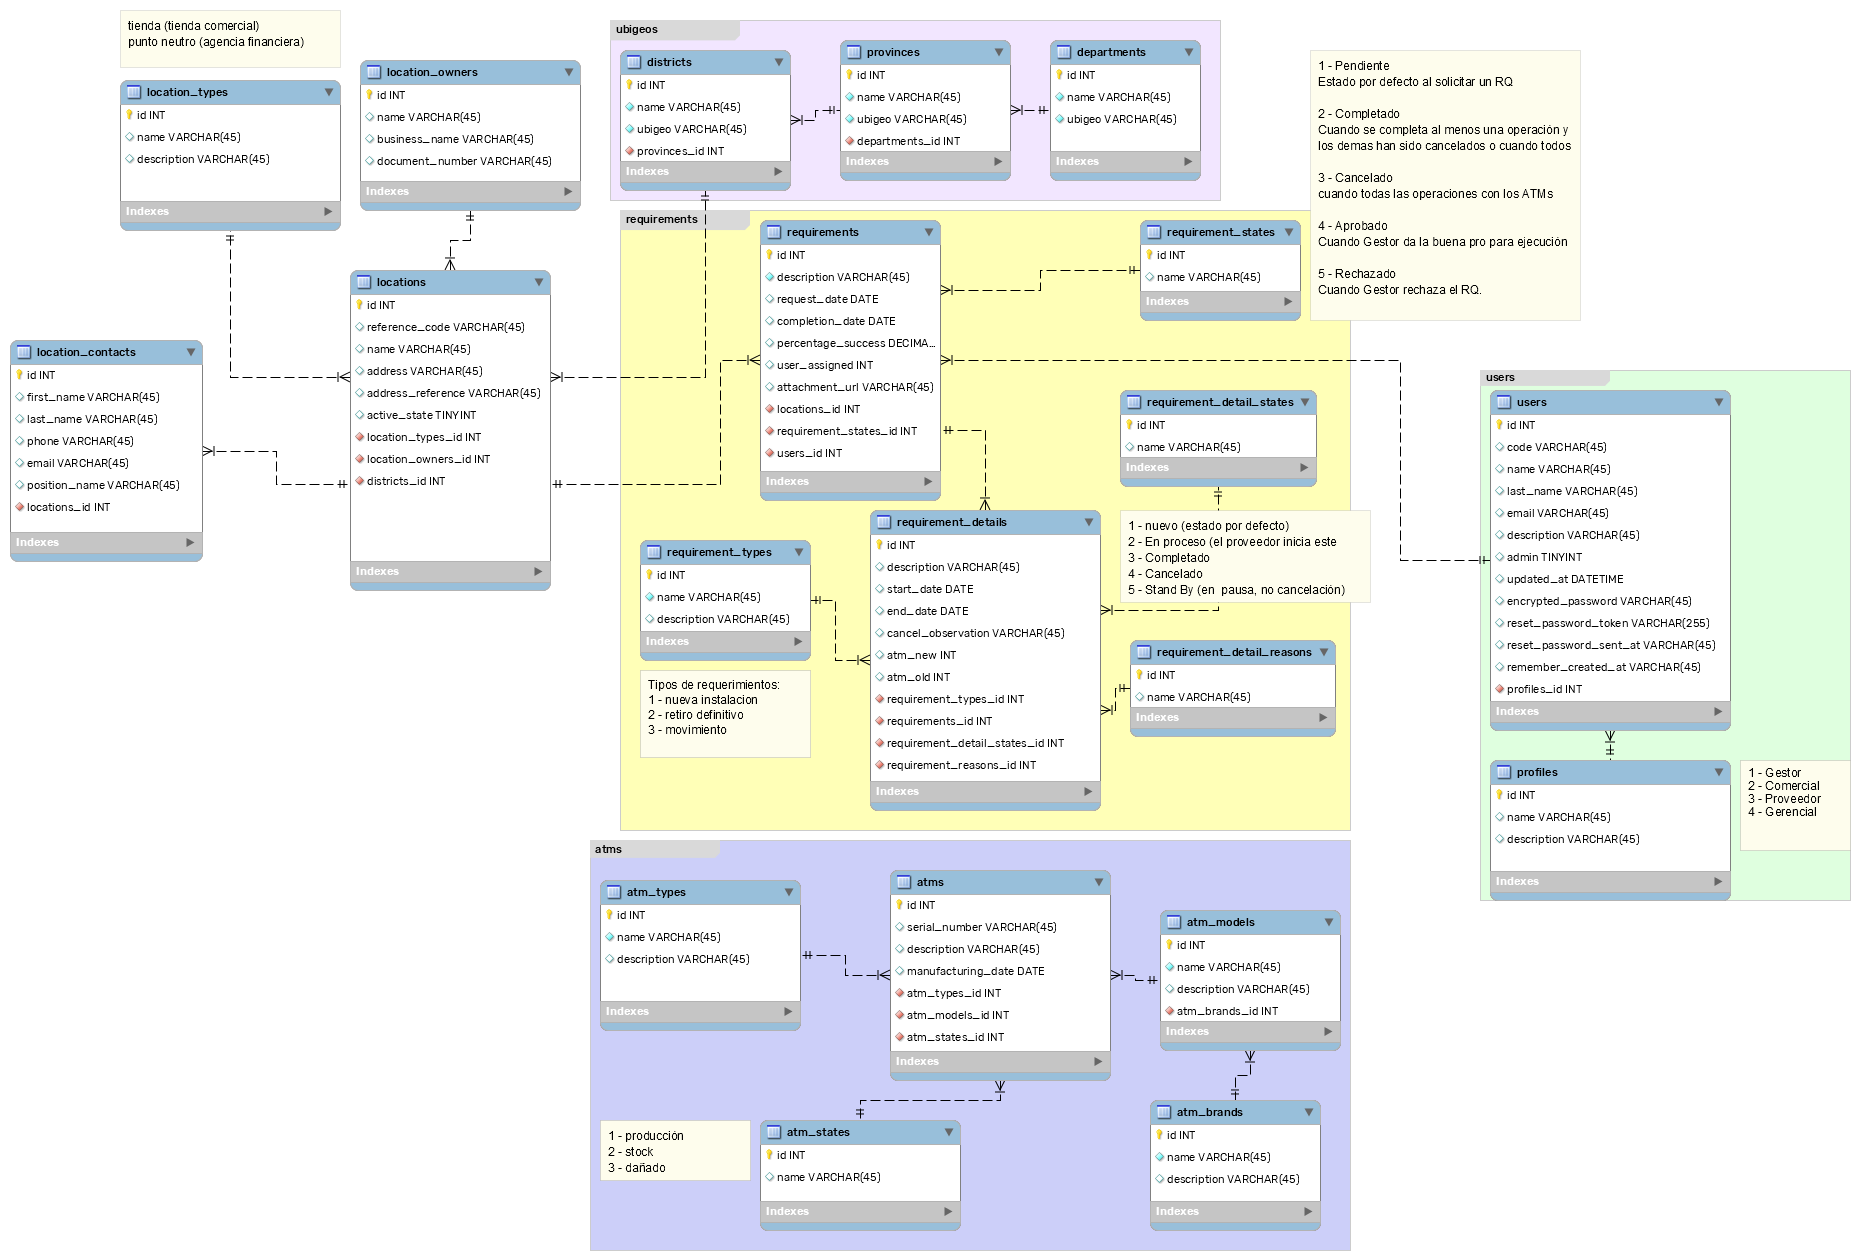 tienda (tienda comercial)
punto neutro (agencia financiera)
location_types
id INT
name VARCHAR(45)
description VARCHAR(45)
Indexes
location_owners
id INT
name VARCHAR(45)
business_name VARCHAR(45)
document_number VARCHAR(45)
Indexes
ubigeos
districts
id INT
name VARCHAR(45)
ubigeo VARCHAR(45)
provinces_id INT
Indexes
provinces
id INT
name VARCHAR(45)
ubigeo VARCHAR(45)
departments_id INT
Indexes
departments
id INT
name VARCHAR(45)
ubigeo VARCHAR(45)
Indexes
1 - Pendiente
Estado por defecto al solicitar un RQ
2 - Completado
Cuando se completa al menos una operación y
los demas han sido cancelados o cuando todos
3 - Cancelado
cuando todas las operaciones con los ATMs
4 - Aprobado
Cuando Gestor da la buena pro para ejecución
5 - Rechazado
Cuando Gestor rechaza el RQ.
location_contacts
id INT
first_name VARCHAR(45)
last_name VARCHAR(45)
phone VARCHAR(45)
email VARCHAR(45)
position_name VARCHAR(45)
locations_id INT
Indexes
locations
id INT
reference_code VARCHAR(45)
name VARCHAR(45)
address VARCHAR(45)
address_reference VARCHAR(45)
active_state TINYINT
location_types_id INT
location_owners_id INT
districts_id INT
Indexes
requirements
requirements
id INT
description VARCHAR(45)
request_date DATE
completion_date DATE
percentage_success DECIMA...
user_assigned INT
attachment_url VARCHAR(45)
locations_id INT
requirement_states_id INT
users_id INT
Indexes
requirement_states
id INT
name VARCHAR(45)
Indexes
requirement_detail_states
id INT
name VARCHAR(45)
Indexes
1 - nuevo (estado por defecto)
2 - En proceso (el proveedor inicia este
3 - Completado
4 - Cancelado
5 - Stand By (en  pausa, no cancelación)
requirement_types
id INT
name VARCHAR(45)
description VARCHAR(45)
Indexes
Tipos de requerimientos:
1 - nueva instalacion
2 - retiro definitivo
3 - movimiento
requirement_details
id INT
description VARCHAR(45)
start_date DATE
end_date DATE
cancel_observation VARCHAR(45)
atm_new INT
atm_old INT
requirement_types_id INT
requirements_id INT
requirement_detail_states_id INT
requirement_reasons_id INT
Indexes
requirement_detail_reasons
id INT
name VARCHAR(45)
Indexes
users
users
id INT
code VARCHAR(45)
name VARCHAR(45)
last_name VARCHAR(45)
email VARCHAR(45)
description VARCHAR(45)
admin TINYINT
updated_at DATETIME
encrypted_password VARCHAR(45)
reset_password_token VARCHAR(255)
reset_password_sent_at VARCHAR(45)
remember_created_at VARCHAR(45)
profiles_id INT
Indexes
profiles
id INT
name VARCHAR(45)
description VARCHAR(45)
Indexes
1 - Gestor
2 - Comercial
3 - Proveedor
4 - Gerencial
atms
atm_types
id INT
name VARCHAR(45)
description VARCHAR(45)
Indexes
atms
id INT
serial_number VARCHAR(45)
description VARCHAR(45)
manufacturing_date DATE
atm_types_id INT
atm_models_id INT
atm_states_id INT
Indexes
atm_models
id INT
name VARCHAR(45)
description VARCHAR(45)
atm_brands_id INT
Indexes
1 - producción
2 - stock
3 - dañado
atm_states
id INT
name VARCHAR(45)
Indexes
atm_brands
id INT
name VARCHAR(45)
description VARCHAR(45)
Indexes